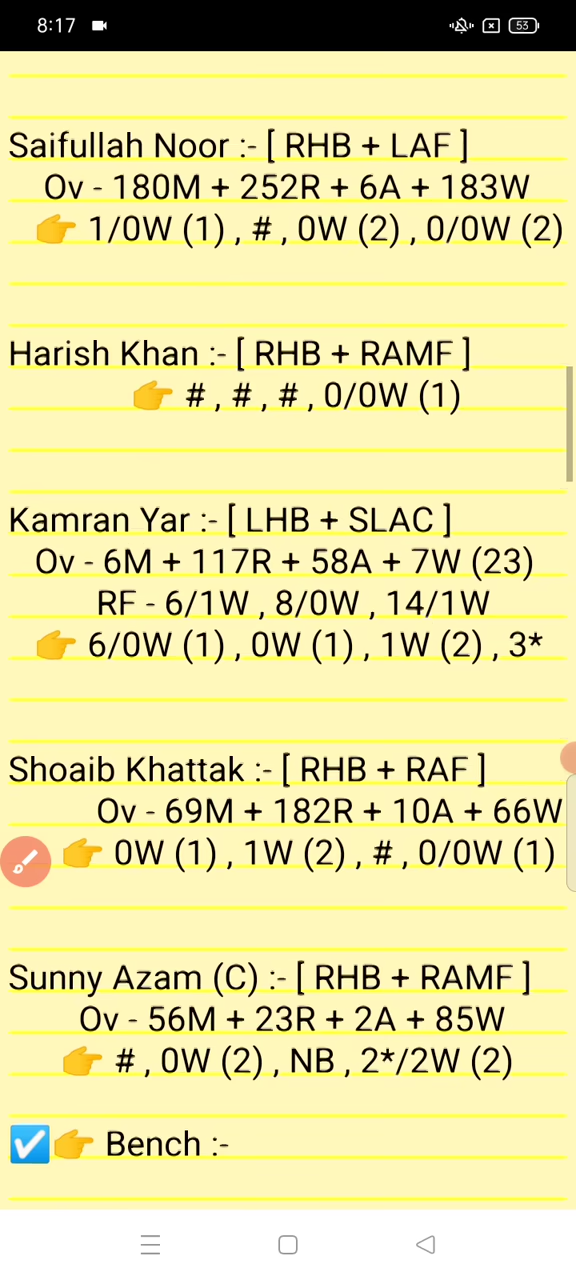 8:17
53
Saifullah Noor :- [ RHB + LAF ]
Ov - 180M + 252R + 6A + 183W
👉 1/0W (1) , # , 0W (2) , 0/0W (2)
Harish Khan :- [ RHB + RAMF ]
👉 # , # , # , 0/0W (1)
Kamran Yar :- [ LHB + SLAC ]
Ov - 6M + 117R + 58A + 7W (23)
RF - 6/1W , 8/0W , 14/1W
👉 6/0W (1) , 0W (1) , 1W (2) , 3*
Shoaib Khattak :- [ RHB + RAF ]
Ov - 69M + 182R + 10A + 66W
👉 0W (1) , 1W (2) , # , 0/0W (1)
Sunny Azam (C) :- [ RHB + RAMF ]
Ov - 56M + 23R + 2A + 85W
👉 # , 0W (2) , NB , 2*/2W (2)
☑👉 Bench :-